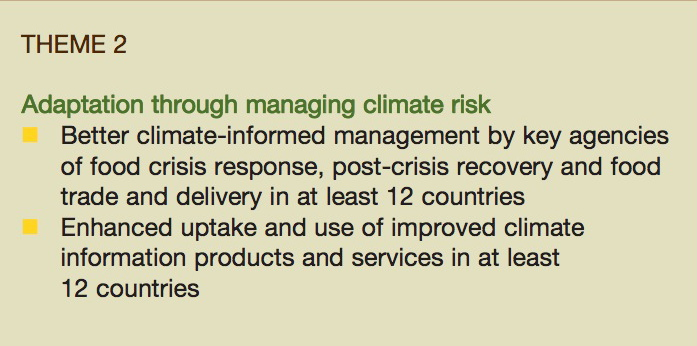 THEME 2
Adaptation through managing climate risk
Better climate-informed management by key agencies
of food crisis response, post-crisis recovery and food
trade and delivery in at least 12 countries
Enhanced uptake and use of improved climate
information products and services in at least
12 countries